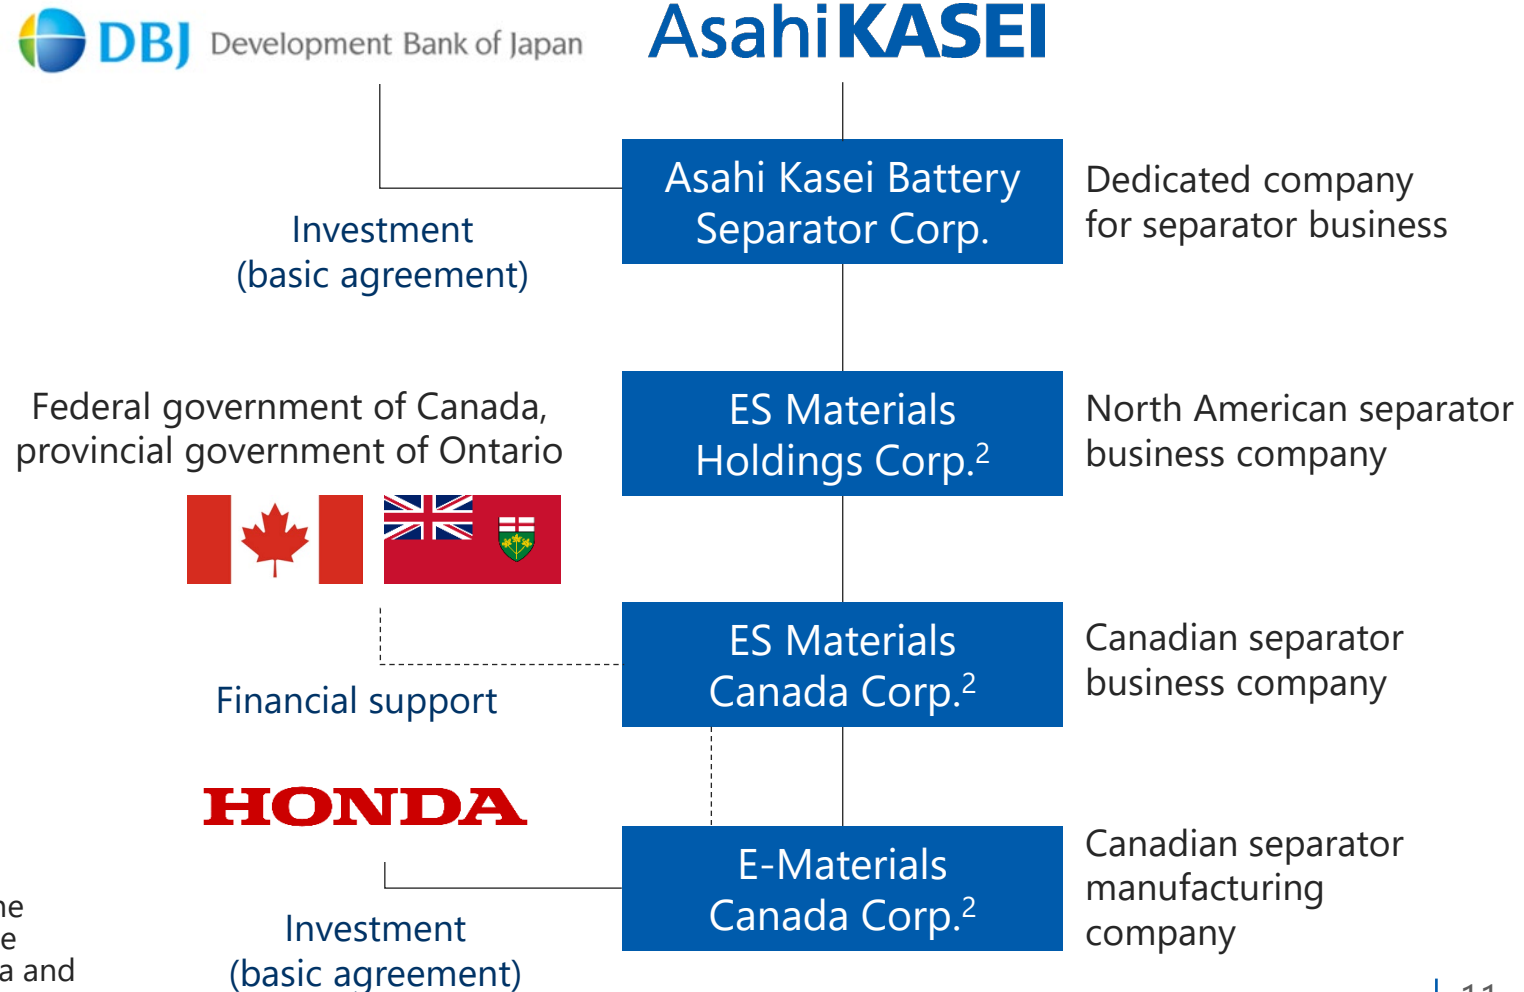 DBJ Development Bank of Japan
AsahiKASEI
Asahi Kasei Battery
Separator Corp.
Dedicated company
for separator business
Investment
(basic agreement)
Federal government of Canada,
provincial government of Ontario
ES Materials
Holdings Corp.2
North American separator
business company
ES Materials
Canada Corp.2
Canadian separator
business company
Financial support
HONDA
E-Materials
Canada Corp.2
Canadian separator
manufacturing
company
Investment
(basic agreement)
a and
11